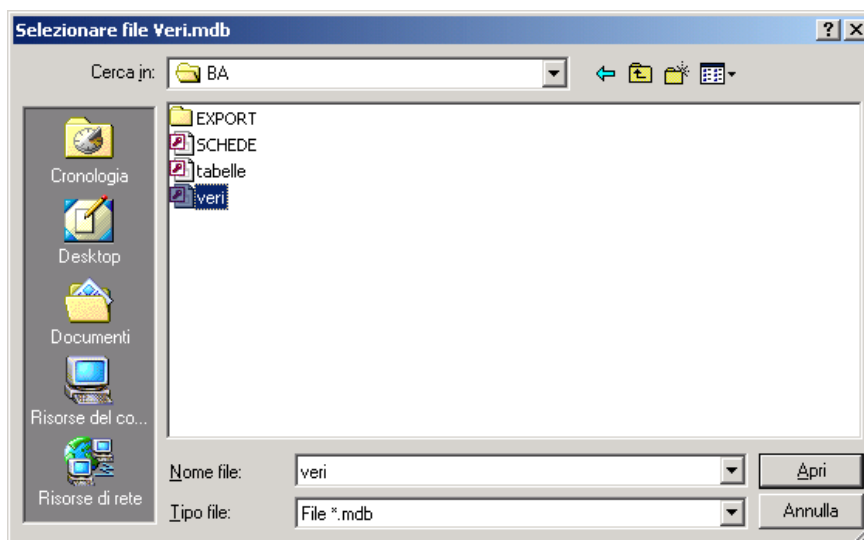 Selezionare file Veri.mdb
Cerca in: BA
EXPORT
SCHEDE
tabelle
veri
Cronologia
Desktop
Documenti
Risorse del co...
Risorse di rete
Nome file: veri Apri
Tipo file: File *.mdb Annulla